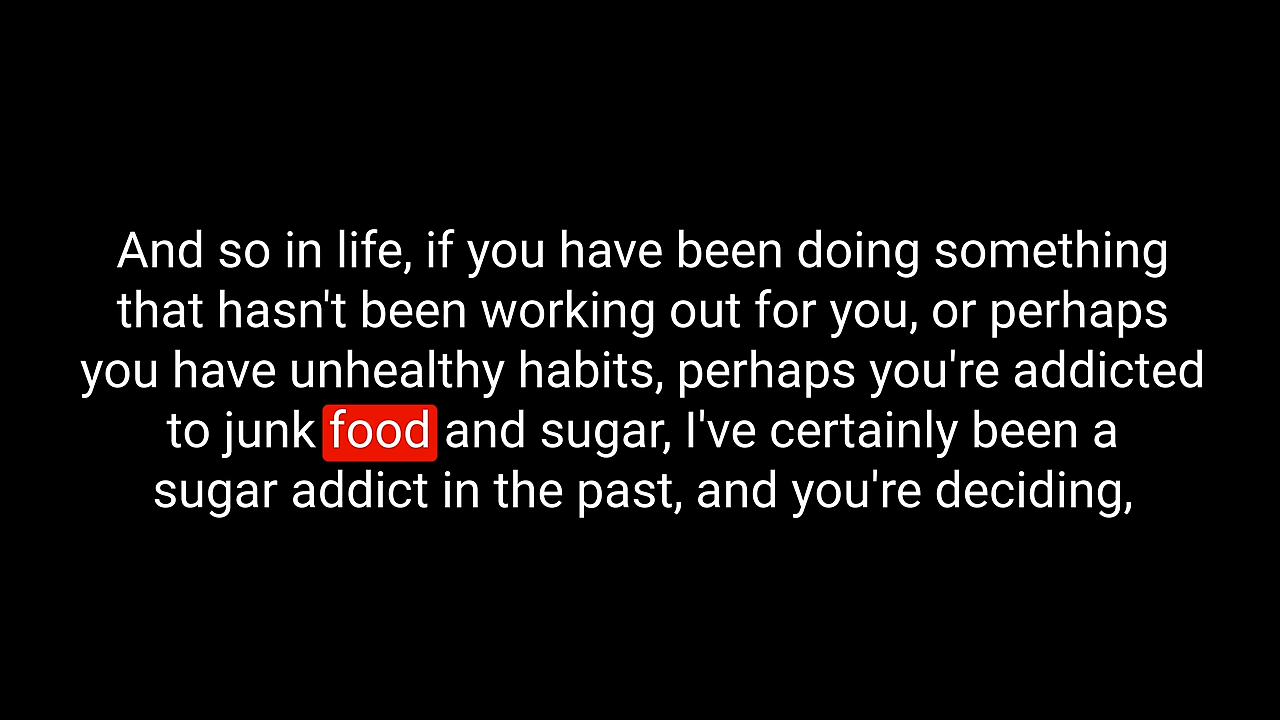 And so in life, if you have been doing something
that hasn't been working out for you, or perhaps
you have unhealthy habits, perhaps you're addicted
to junk food and sugar, I've certainly been a
sugar addict in the past, and you're deciding,